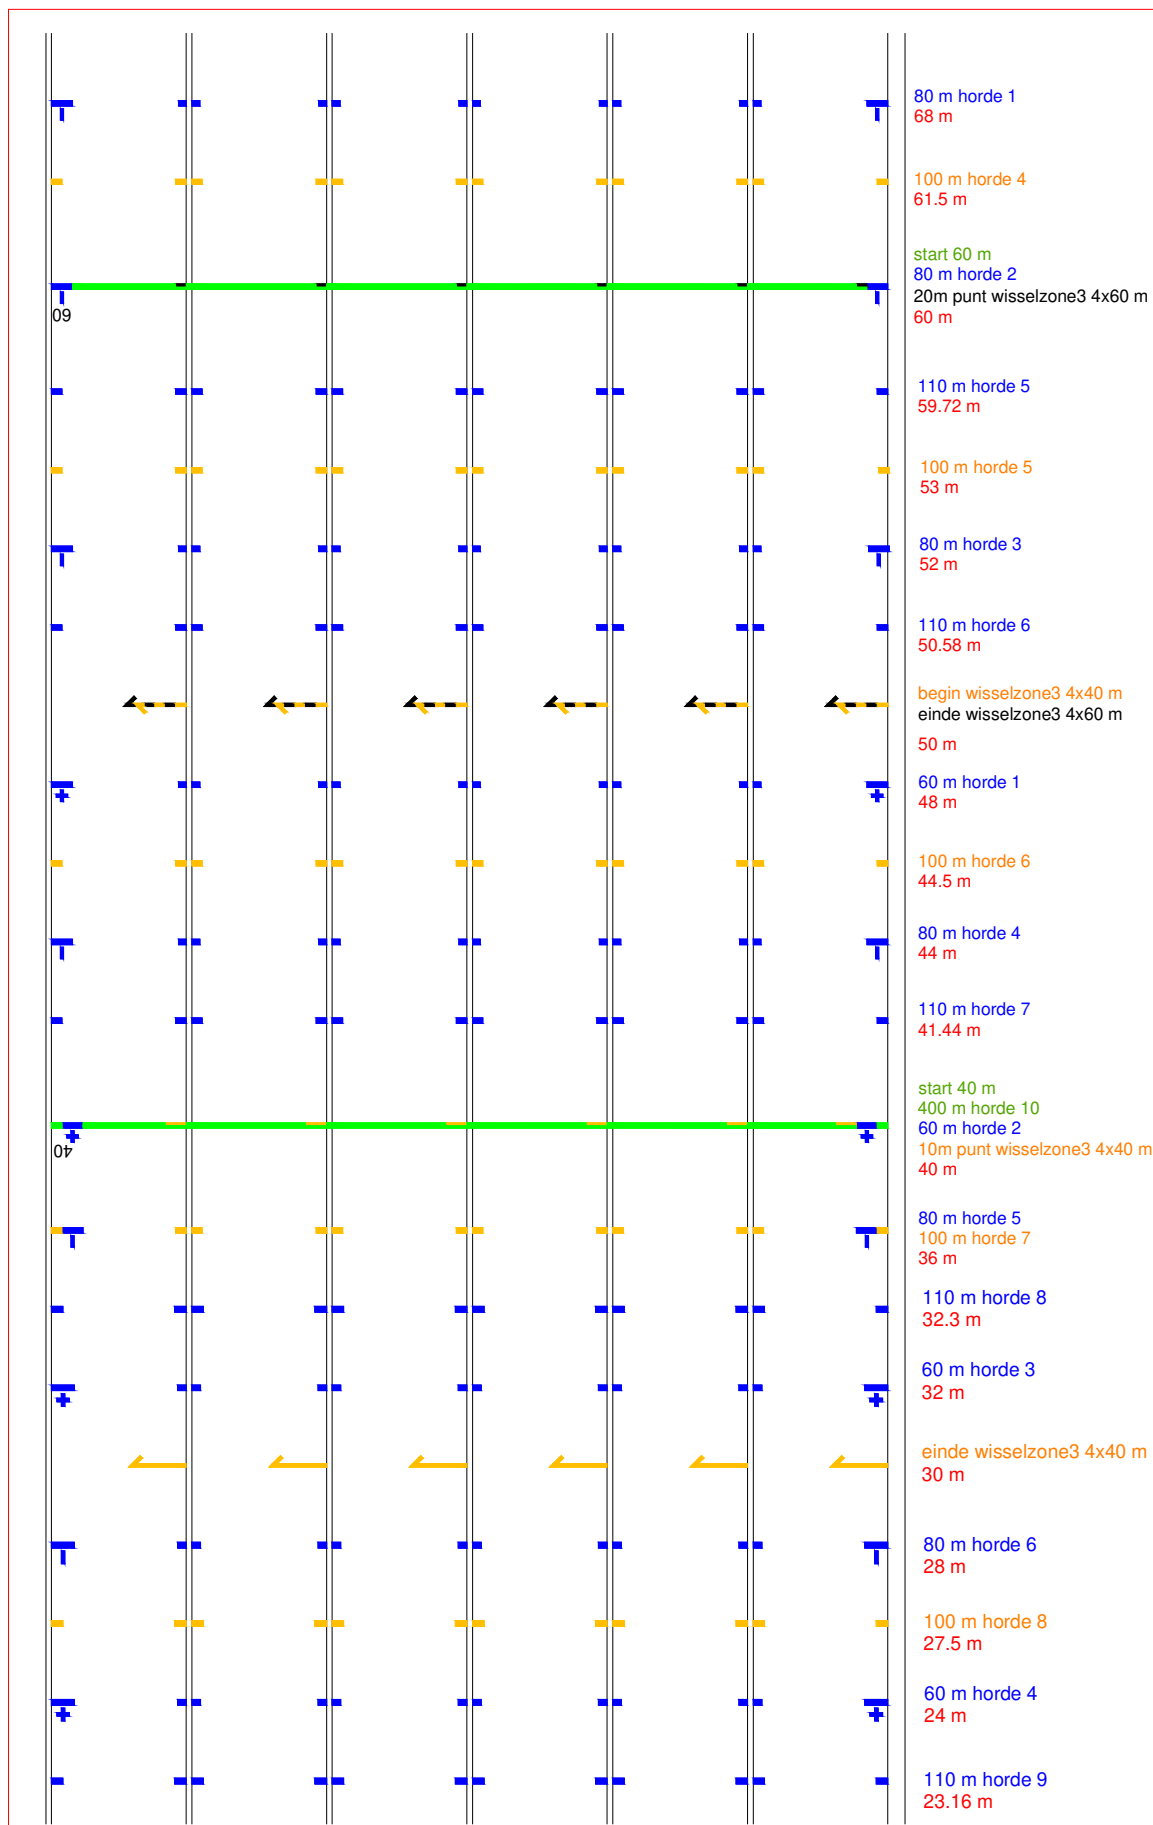 80 m horde 1
68 m
100 m horde 4
61.5 m
start 60 m
80 m horde 2
20m punt wisselzone3 4x60 m
60 m
60
110 m horde 5
59.72 m
100 m horde 5
53 m
80 m horde 3
52 m
110 m horde 6
50.58 m
begin wisselzone3 4x40 m
einde wisselzone3 4x60 m
50 m
60 m horde 1
48 m
100 m horde 6
44.5 m
80 m horde 4
44 m
110 m horde 7
41.44 m
start 40 m
400 m horde 10
60 m horde 2
10m punt wisselzone3 4x40 m
40 m
40
80 m horde 5
100 m horde 7
36 m
110 m horde 8
32.3 m
60 m horde 3
32 m
einde wisselzone3 4x40 m
30 m
80 m horde 6
28 m
100 m horde 8
27.5 m
60 m horde 4
24 m
110 m horde 9
23.16 m